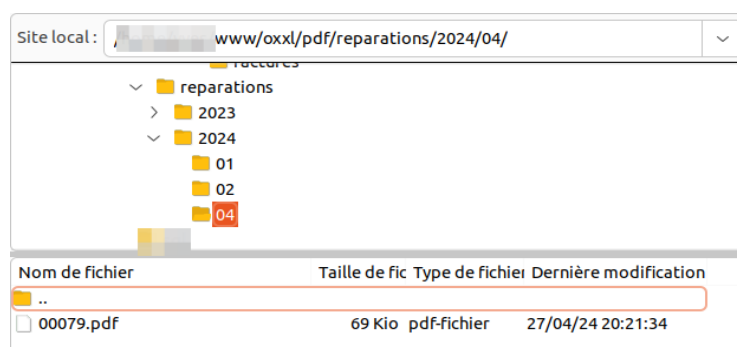 Site local : /www/oxxl/pdf/reparations/2024/04/
factures
reparations
2023
2024
01
02
04
Nom de fichier Taille de fic Type de fichier Dernière modification
..
00079.pdf 69 Kio pdf-fichier 27/04/24 20:21:34